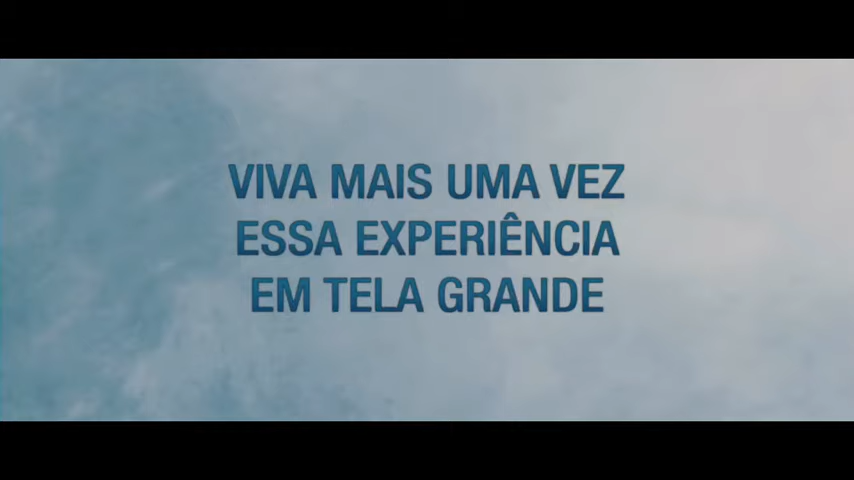 VIVA MAIS UMA VEZ
ESSA EXPERIÊNCIA
EM TELA GRANDE